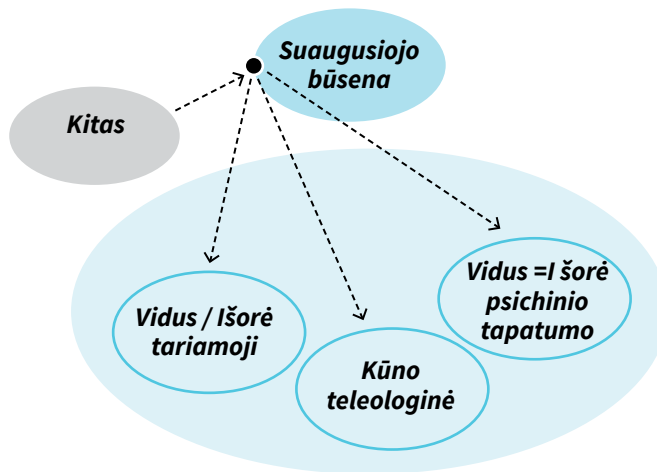 Suaugusiojo
būsena
Kitas
Vidus / Išorė
tariamoji
Kūno
teleologinė
Vidus =I šorė
psichinio
tapatumo